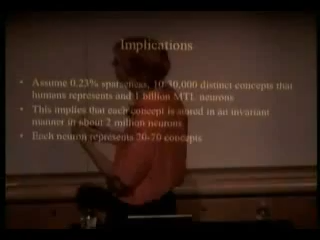 Implications
• Assume 0.23% sparseness, 10-30,000 distinct concepts that
humans represents and 1 billion MTL neurons
• This implies that each concept is stored in an invariant
manner in about 2 million neurons
• Each neuron represents 20-70 concepts